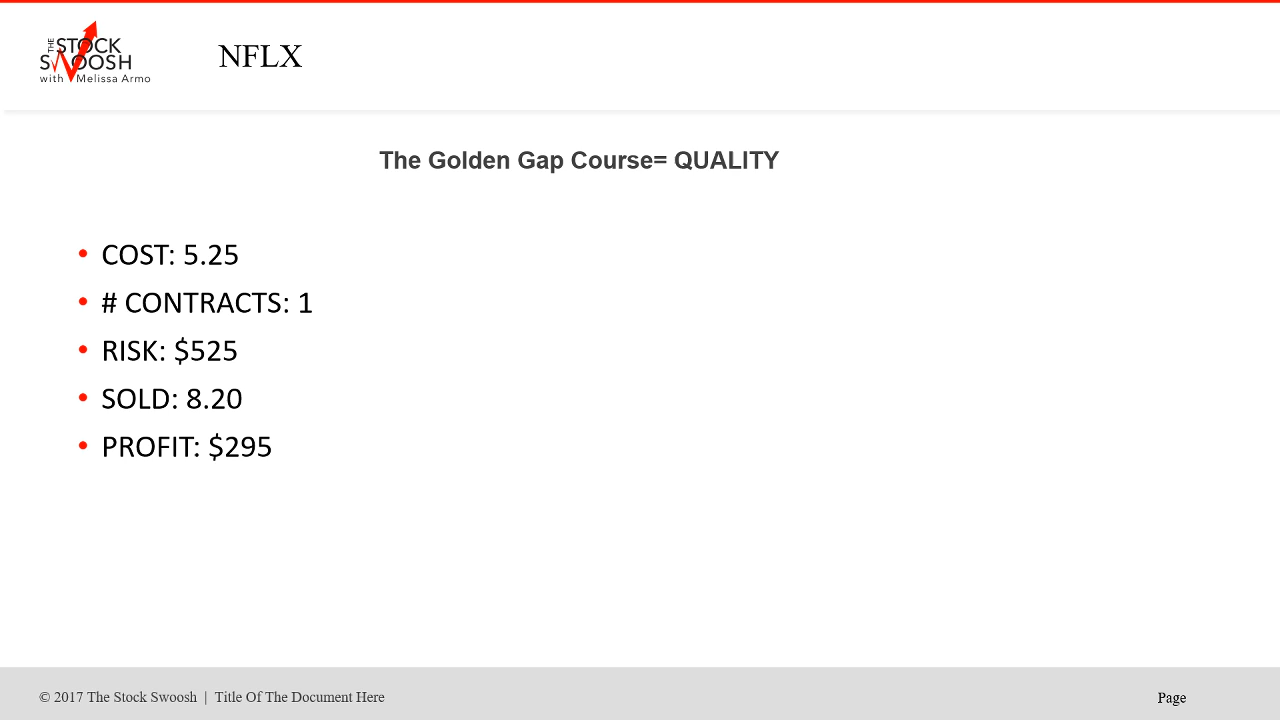 THE
STOCK
SWOOSH
with Melissa Armo
NFLX
The Golden Gap Course= QUALITY
• COST: 5.25
• # CONTRACTS: 1
• RISK: $525
• SOLD: 8.20
• PROFIT: $295
© 2017 The Stock Swoosh | Title Of The Document Here
Page